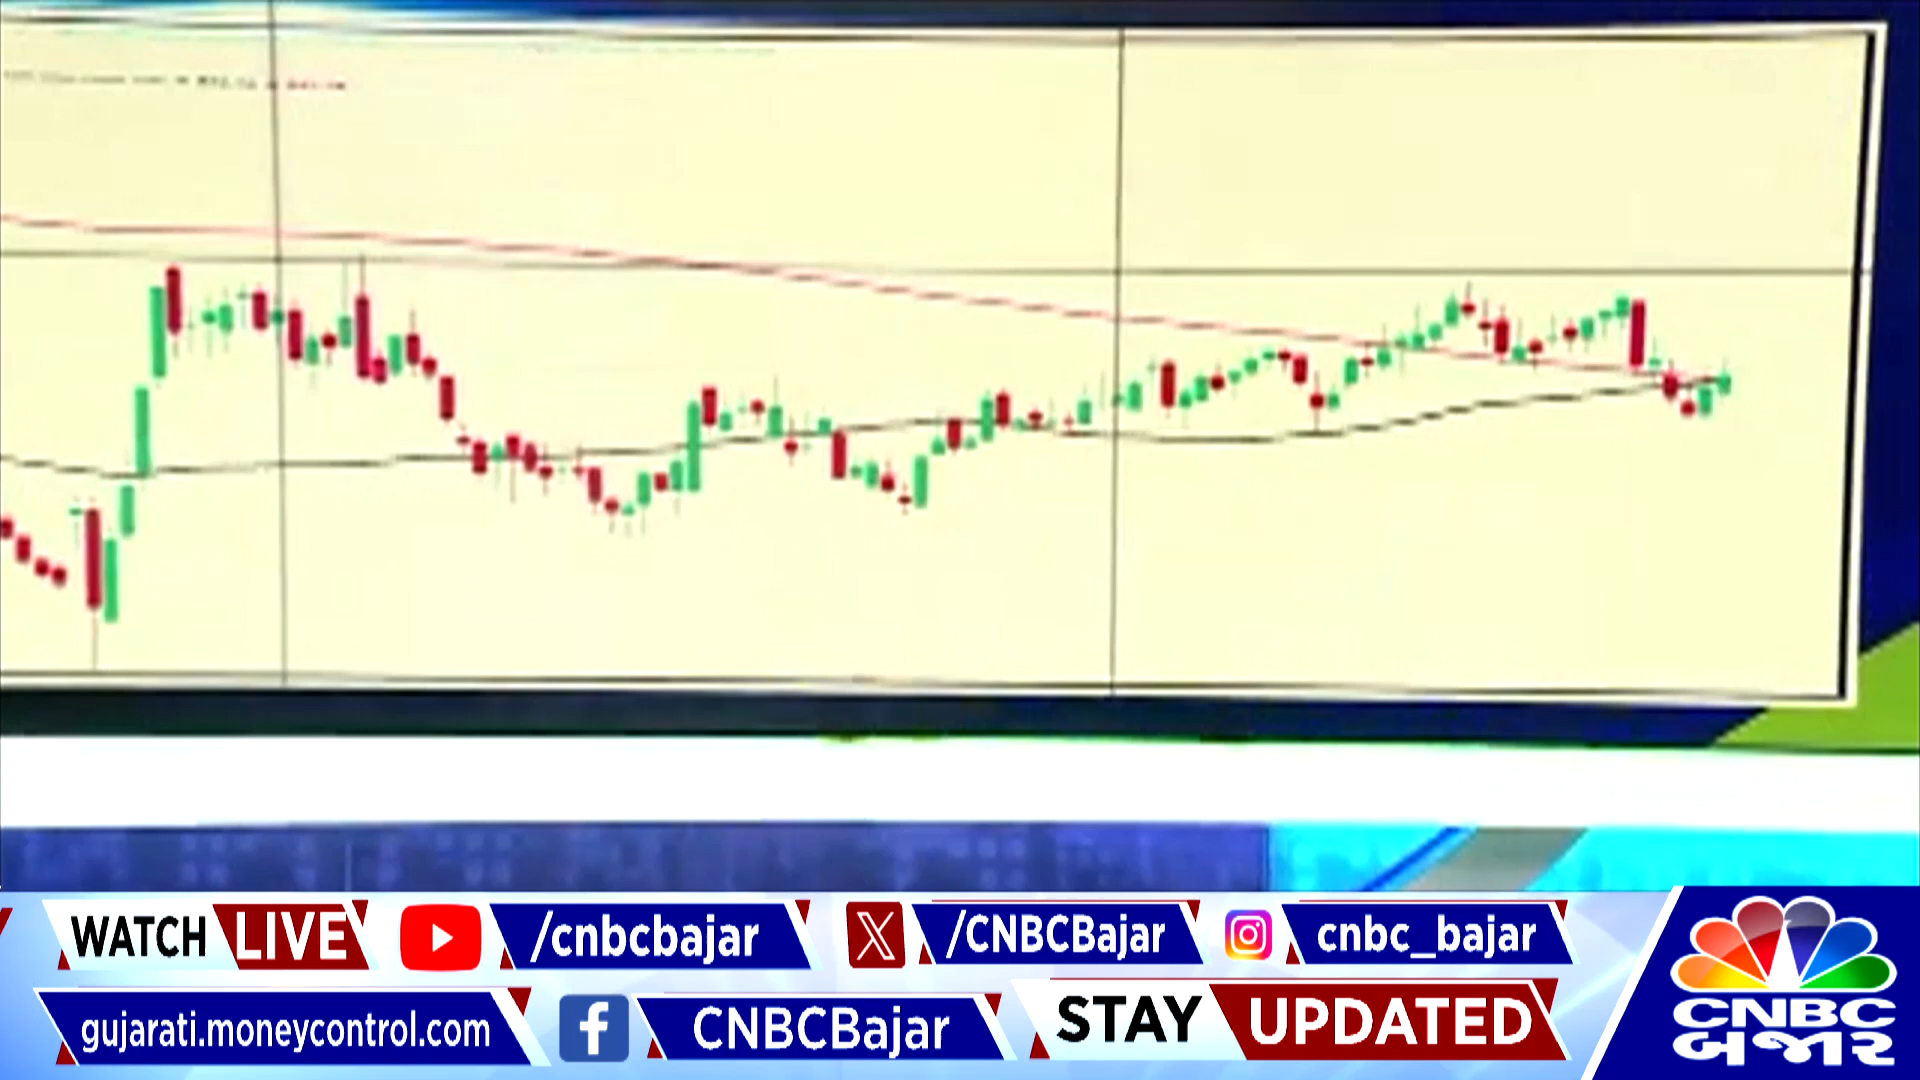 WATCH LIVE /cnbcbajar /CNBCBajar cnbc_bajar
gujarati.moneycontrol.com CNBCBajar STAY UPDATED
CNBC
બજાર